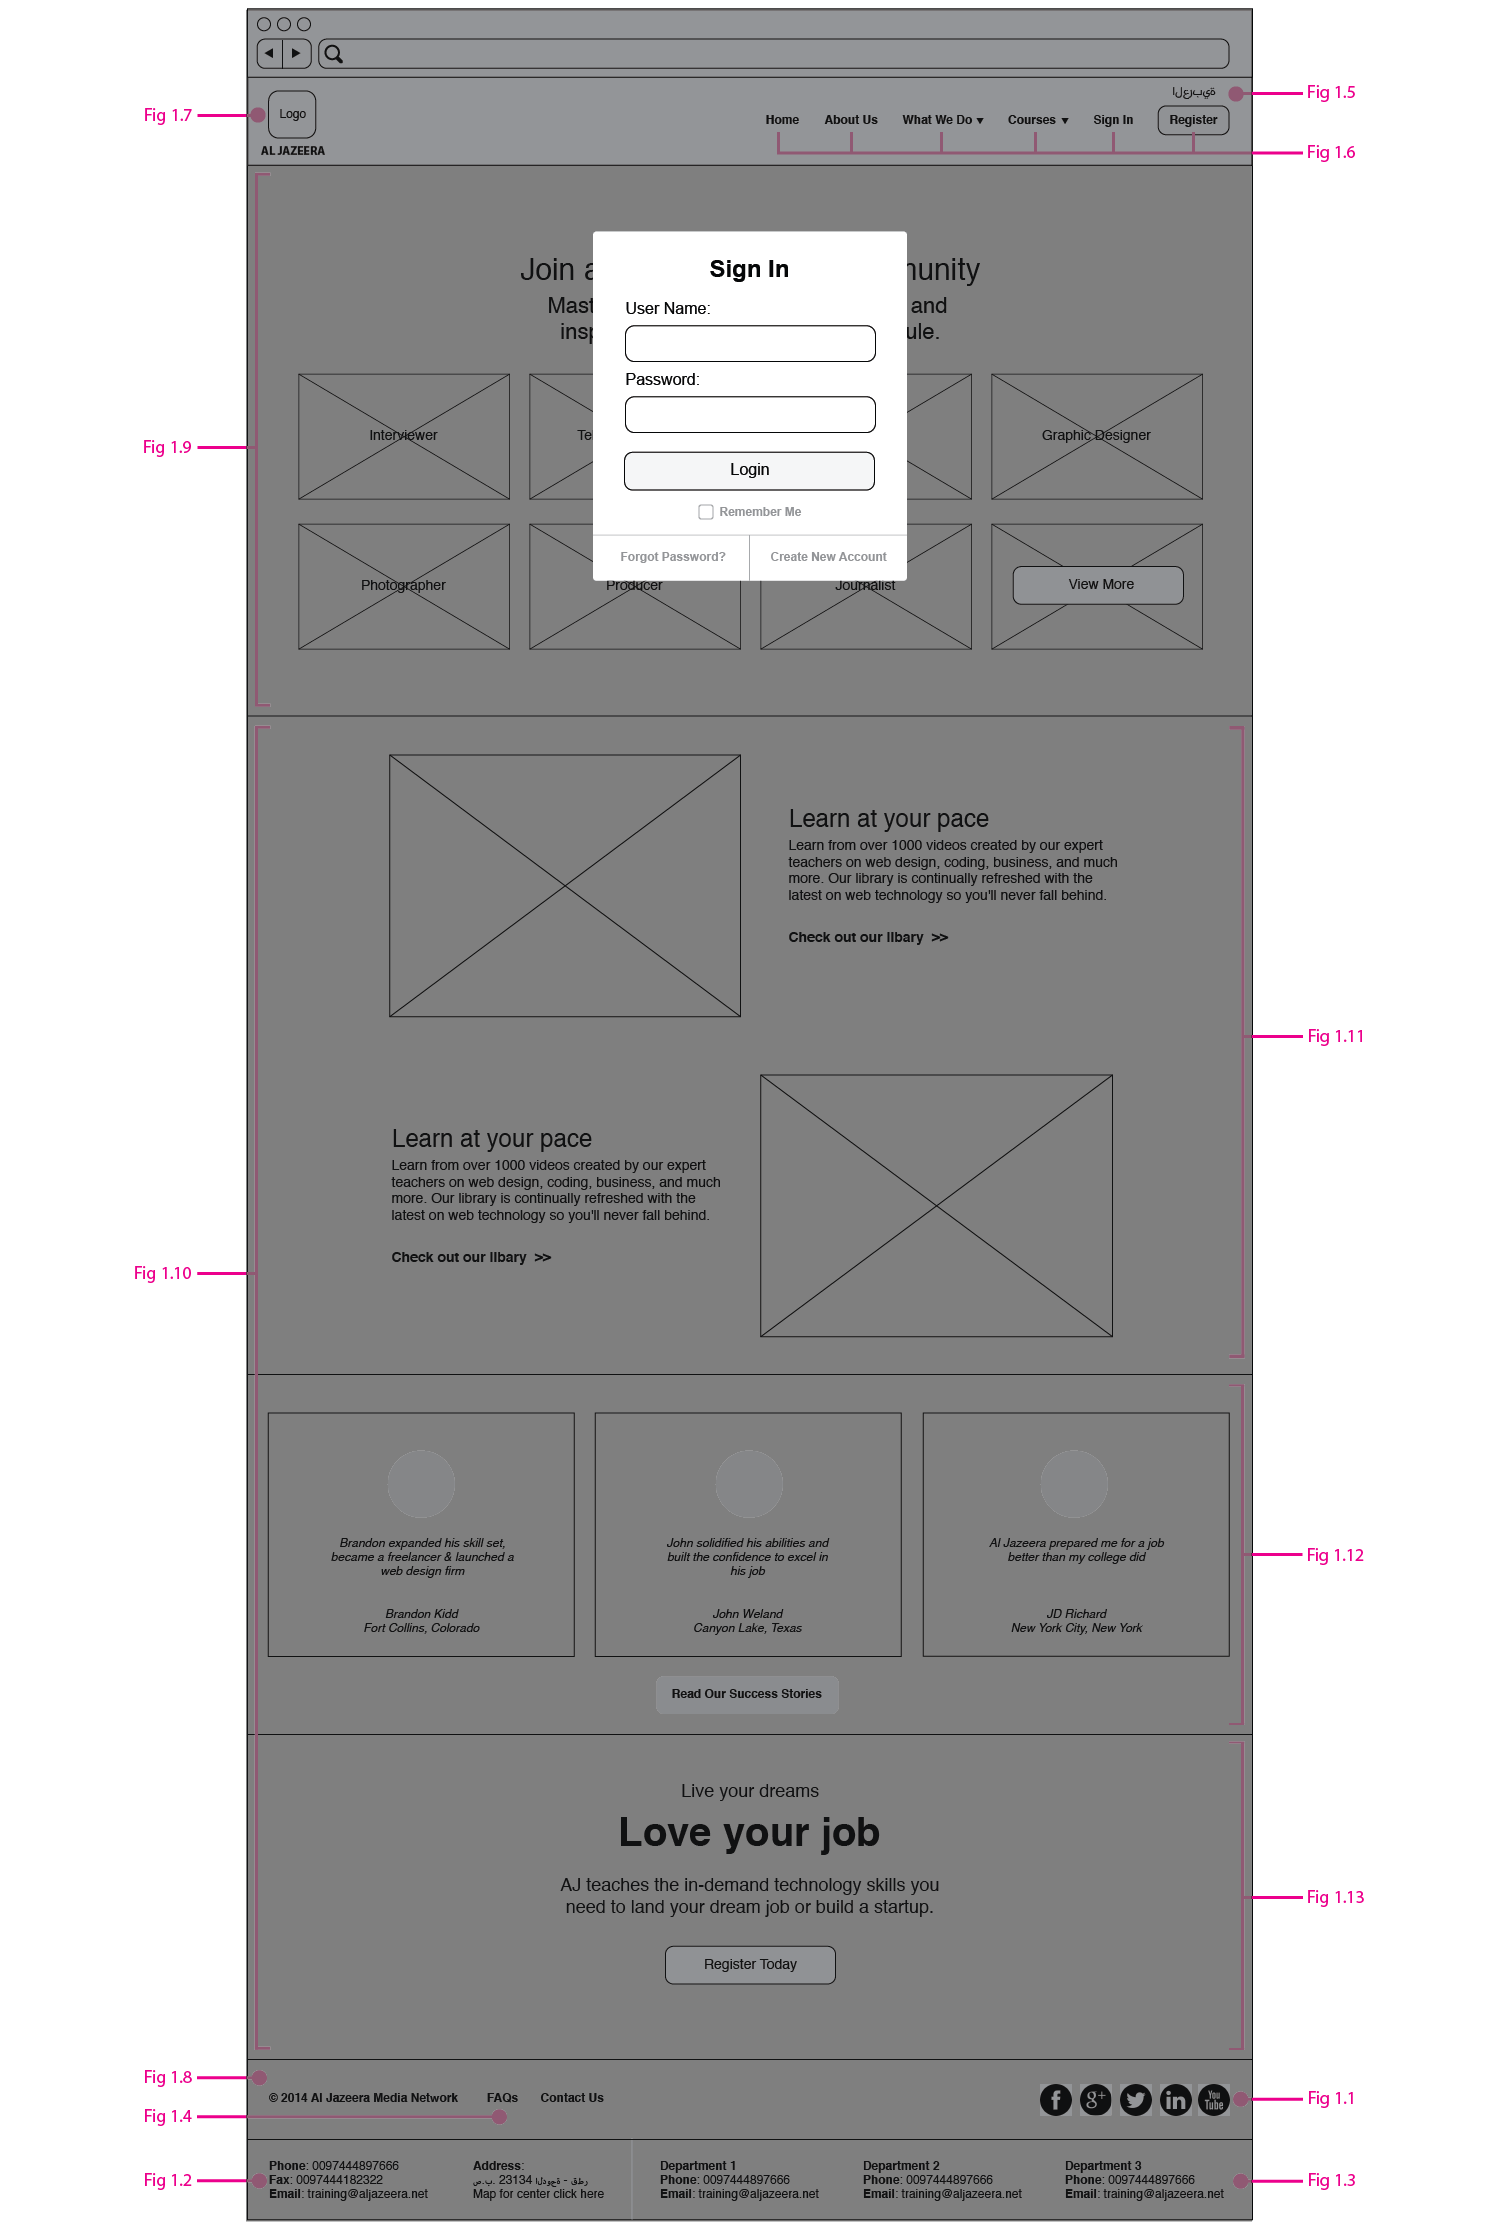 العربية
Fig 1.5
Fig 1.7
Logo
AL JAZEERA
Home About Us What We Do Courses Sign In Register
Fig 1.6
Join
Sign In
and
User Name:
Password:
Login
Remember Me
Forgot Password? Create New Account
Fig 1.9
Interviewer
Graphic Designer
Photographer
Producer
Journalist
View More
Learn at your pace
Learn from over 1000 videos created by our expert
teachers on web design, coding, business, and much
more. Our library is continually refreshed with the
latest on web technology so you'll never fall behind.
Check out our libary >>
Fig 1.11
Learn at your pace
Learn from over 1000 videos created by our expert
teachers on web design, coding, business, and much
more. Our library is continually refreshed with the
latest on web technology so you'll never fall behind.
Check out our libary >>
Fig 1.10
Brandon expanded his skill set,
became a freelancer & launched a
web design firm
Brandon Kidd
Fort Collins, Colorado
John solidified his abilities and
built the confidence to excel in
his job
John Weland
Canyon Lake, Texas
Al Jazeera prepared me for a job
better than my college did
JD Richard
New York City, New York
Fig 1.12
Read Our Success Stories
Live your dreams
Love your job
AJ teaches the in-demand technology skills you
need to land your dream job or build a startup.
Register Today
Fig 1.13
Fig 1.8
© 2014 Al Jazeera Media Network FAQs Contact Us
f g+ in You Tube
Fig 1.1
Fig 1.4
Fig 1.2
Phone: 0097444897666
Fax: 0097444182322
Email: training@aljazeera.net
Address:
ص.ب. 23134 الدوحة - قطر
Map for center click here
Department 1
Phone: 0097444897666
Email: training@aljazeera.net
Department 2
Phone: 0097444897666
Email: training@aljazeera.net
Department 3
Phone: 0097444897666
Email: training@aljazeera.net
Fig 1.3